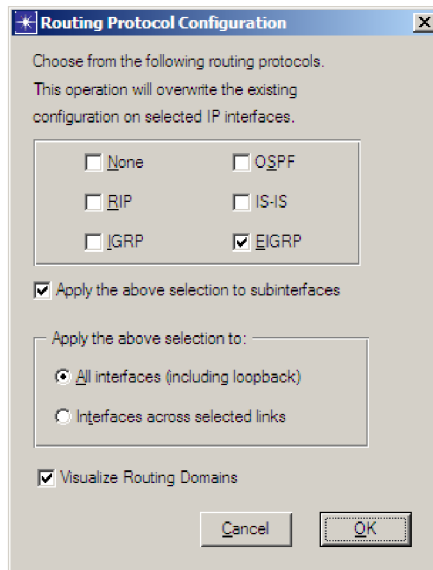 Routing Protocol Configuration
Choose from the following routing protocols.
This operation will overwrite the existing
configuration on selected IP interfaces.
None
OSPF
RIP
IS-IS
IGRP
EIGRP
Apply the above selection to subinterfaces
Apply the above selection to:
All interfaces (including loopback)
Interfaces across selected links
Visualize Routing Domains
Cancel
OK